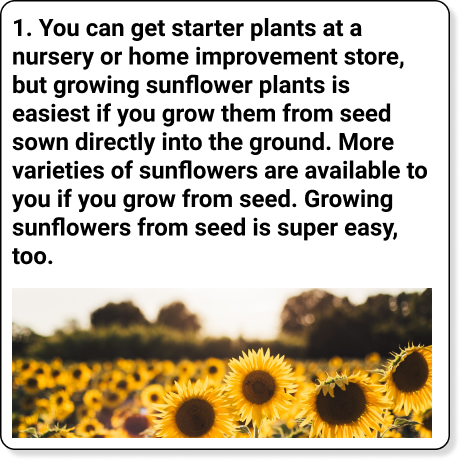 1. You can get starter plants at a
nursery or home improvement store,
but growing sunflower plants is
easiest if you grow them from seed
sown directly into the ground. More
varieties of sunflowers are available to
you if you grow from seed. Growing
sunflowers from seed is super easy,
too.